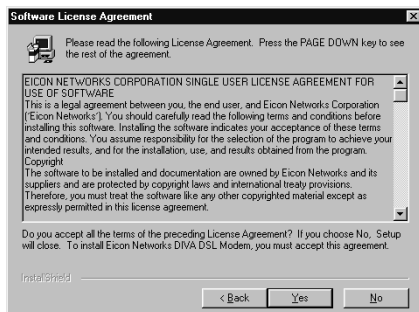 Software License Agreement
Please read the following License Agreement. Press the PAGE DOWN key to see
the rest of the agreement.
EICON NETWORKS CORPORATION SINGLE USER LICENSE AGREEMENT FOR
USE OF SOFTWARE
This is a legal agreement between you, the end user, and Eicon Networks Corporation
('Eicon Networks'). You should carefully read the following terms and conditions before
installing this software. Installing the software indicates your acceptance of these terms
and conditions. You assume responsibility for the selection of the program to achieve your
intended results, and for the installation, use, and results obtained from the program.
Copyright
The software to be installed and documentation are owned by Eicon Networks and its
suppliers and are protected by copyright laws and international treaty provisions.
Therefore, you must treat the software like any other copyrighted material except as
expressly permitted in this license agreement.
Do you accept all the terms of the preceding License Agreement? If you choose No, Setup
will close. To install Eicon Networks DIVA DSL Modem, you must accept this agreement.
InstallShield
< Back Yes No